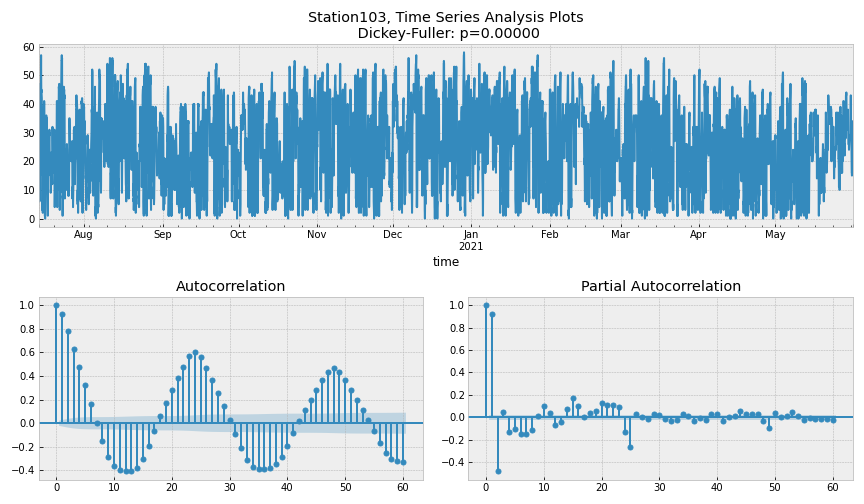 Station103, Time Series Analysis Plots
Dickey-Fuller: p=0.00000
60
50
40
30
20
10
0
Aug Sep Oct Nov Dec Jan Feb Mar Apr May
2021
time
Autocorrelation Partial Autocorrelation
1.0 1.0
0.8 0.8
0.6 0.6
0.4 0.4
0.2 0.2
0.0 0.0
−0.2 −0.2
−0.4 −0.4
0 10 20 30 40 50 60 0 10 20 30 40 50 60